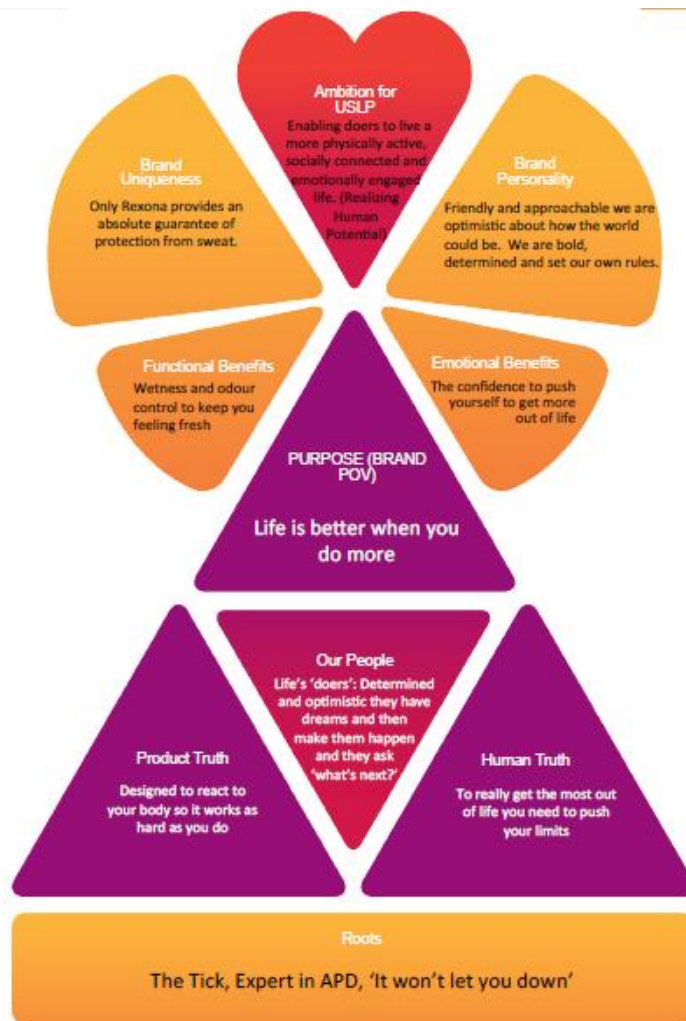 Ambition for
USLP
Enabling doers to live a
more physically active,
socially connected and
emotionally engaged
life. (Realizing
Human
Potential)
Brand
Uniqueness
Only Rexona provides an
absolute guarantee of
protection from sweat.
Brand
Personality
Friendly and approachable we are
optimistic about how the world
could be. We are bold,
determined and set our own rules.
Functional Benefits
Wetness and odour
control to keep you
feeling fresh
Emotional Benefits
The confidence to push
yourself to get more
out of life
PURPOSE (BRAND
POV)
Life is better when you
do more
Our People
Life's 'doers': Determined
and optimistic they have
dreams and then
make them happen
and they ask
'what's next?'
Product Truth
Designed to react to
your body so it works as
hard as you do
Human Truth
To really get the most out
of life you need to push
your limits
Roots
The Tick, Expert in APD, 'It won't let you down'